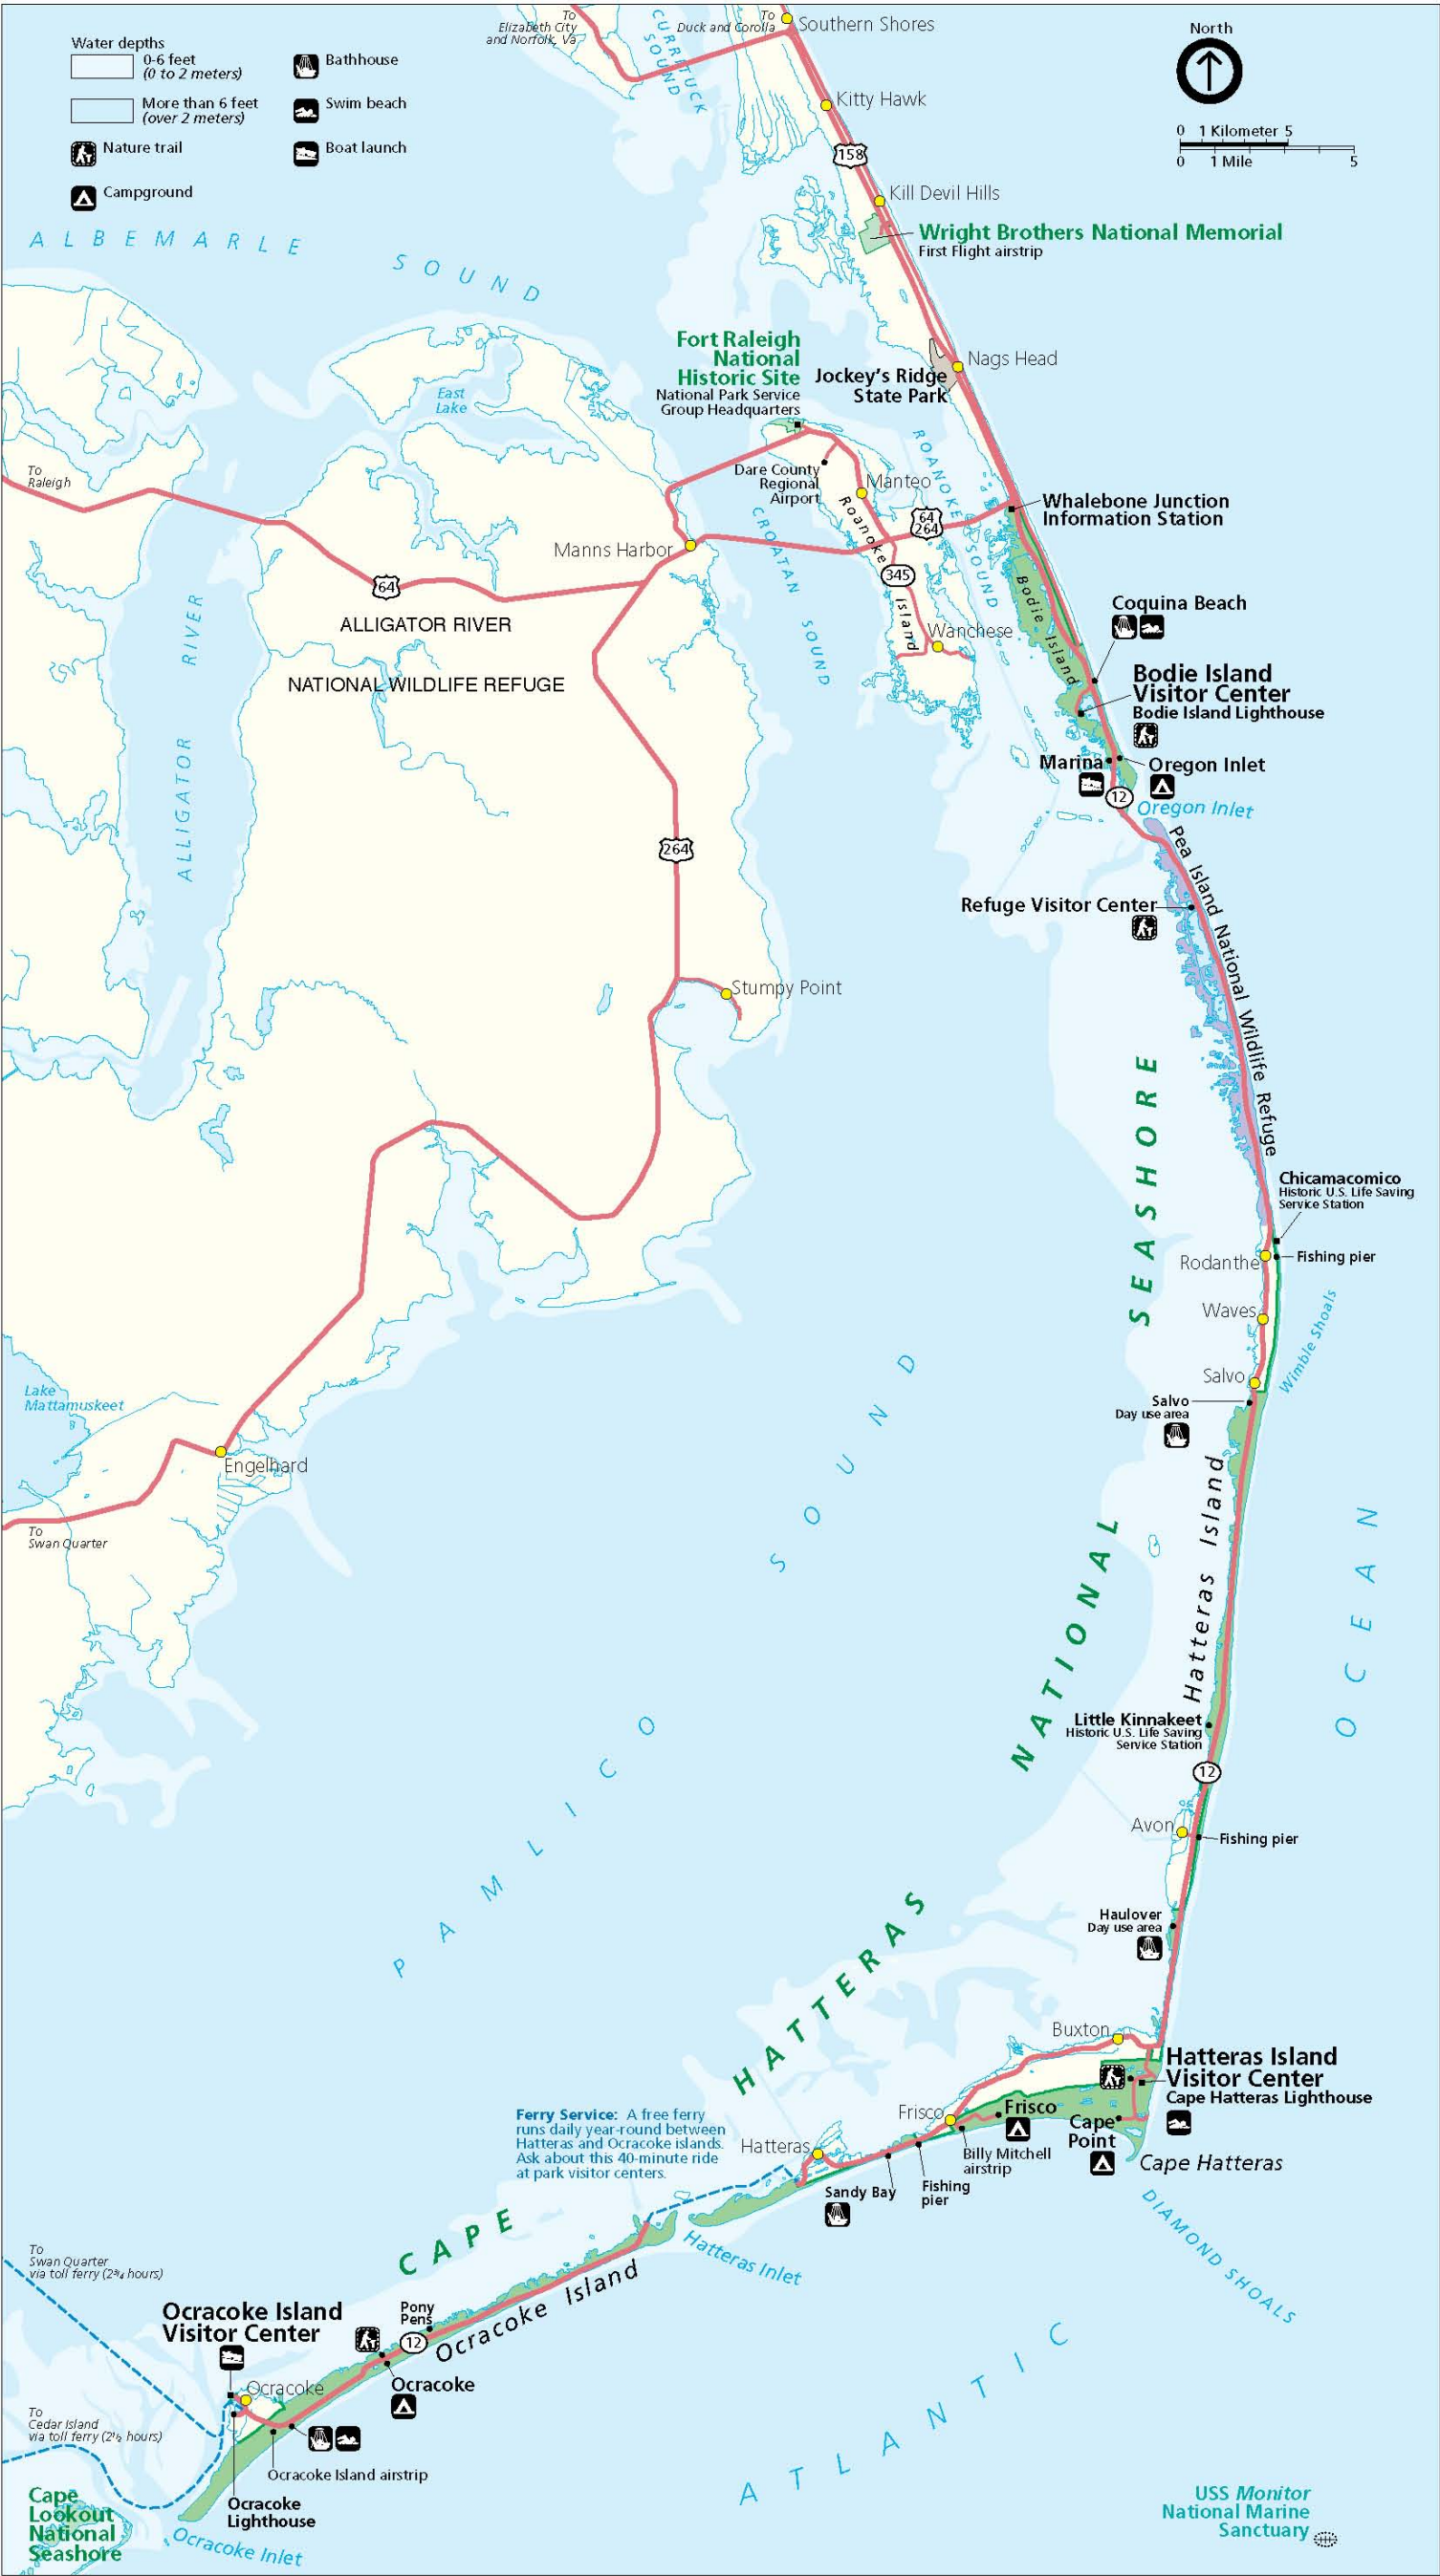 Water depths
0-6 feet
(0 to 2 meters)
More than 6 feet
(over 2 meters)
Nature trail
Campground
Bathhouse
Swim beach
Boat launch
To
Elizabeth City
and Norfolk, Va
CURRITUCK
SOUND
To
Duck and Corolla
Southern Shores
North
0 1 Kilometer 5
0 1 Mile 5
Kitty Hawk
158
Kill Devil Hills
Wright Brothers National Memorial
First Flight airstrip
ALBEMARLE SOUND
Fort Raleigh
National
Historic Site
National Park Service
Group Headquarters
Jockey's Ridge
State Park
Nags Head
East
Lake
To
Raleigh
Dare County
Regional
Airport
Manteo
ROANOKE SOUND
Roanoke Island
64
264
Whalebone Junction
Information Station
Manns Harbor
CROATAN SOUND
64
345
Bodie Island
ALLIGATOR RIVER
NATIONAL WILDLIFE REFUGE
ALLIGATOR RIVER
Wanchese
Coquina Beach
Bodie Island
Visitor Center
Bodie Island Lighthouse
Marina
Oregon Inlet
12
Oregon Inlet
264
Pea Island National Wildlife Refuge
Refuge Visitor Center
Stumpy Point
Chicamacomico
Historic U.S. Life Saving
Service Station
Rodanthe
Fishing pier
Waves
Wimble Shoals
Salvo
Salvo
Day use area
Lake
Mattamuskeet
Engelhard
To
Swan Quarter
Hatteras Island
PAMLICO SOUND
CAPE HATTERAS NATIONAL SEASHORE
Little Kinnakeet
Historic U.S. Life Saving
Service Station
12
Avon
Fishing pier
Haulover
Day use area
Buxton
Hatteras Island
Visitor Center
Cape Hatteras Lighthouse
Frisco
Frisco
Cape
Point
Cape Hatteras
Billy Mitchell
airstrip
Fishing
pier
Sandy Bay
Hatteras
Ferry Service: A free ferry
runs daily year-round between
Hatteras and Ocracoke islands.
Ask about this 40-minute ride
at park visitor centers.
DIAMOND SHOALS
Hatteras Inlet
To
Swan Quarter
via toll ferry (2¾ hours)
Ocracoke Island
Visitor Center
Pony
Pens
12
Ocracoke Island
Ocracoke
Ocracoke
To
Cedar Island
via toll ferry (2½ hours)
Ocracoke Island airstrip
Ocracoke
Lighthouse
ATLANTIC OCEAN
Cape
Lookout
National
Seashore
Ocracoke Inlet
USS Monitor
National Marine
Sanctuary